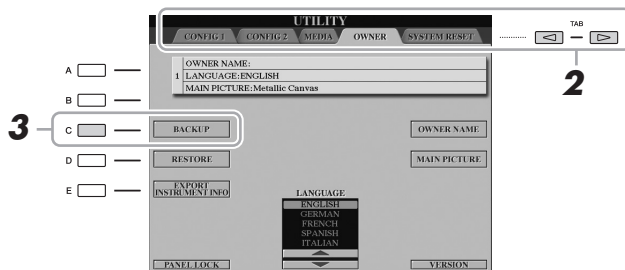 UTILITY
CONFIG 1 CONFIG 2 MEDIA OWNER SYSTEM RESET
TAB
2
OWNER NAME:
1 LANGUAGE:ENGLISH
MAIN PICTURE:Metallic Canvas
A
B
3 C BACKUP OWNER NAME
D RESTORE MAIN PICTURE
E EXPORT INSTRUMENT INFO
LANGUAGE
ENGLISH
GERMAN
FRENCH
SPANISH
ITALIAN
PANEL LOCK VERSION